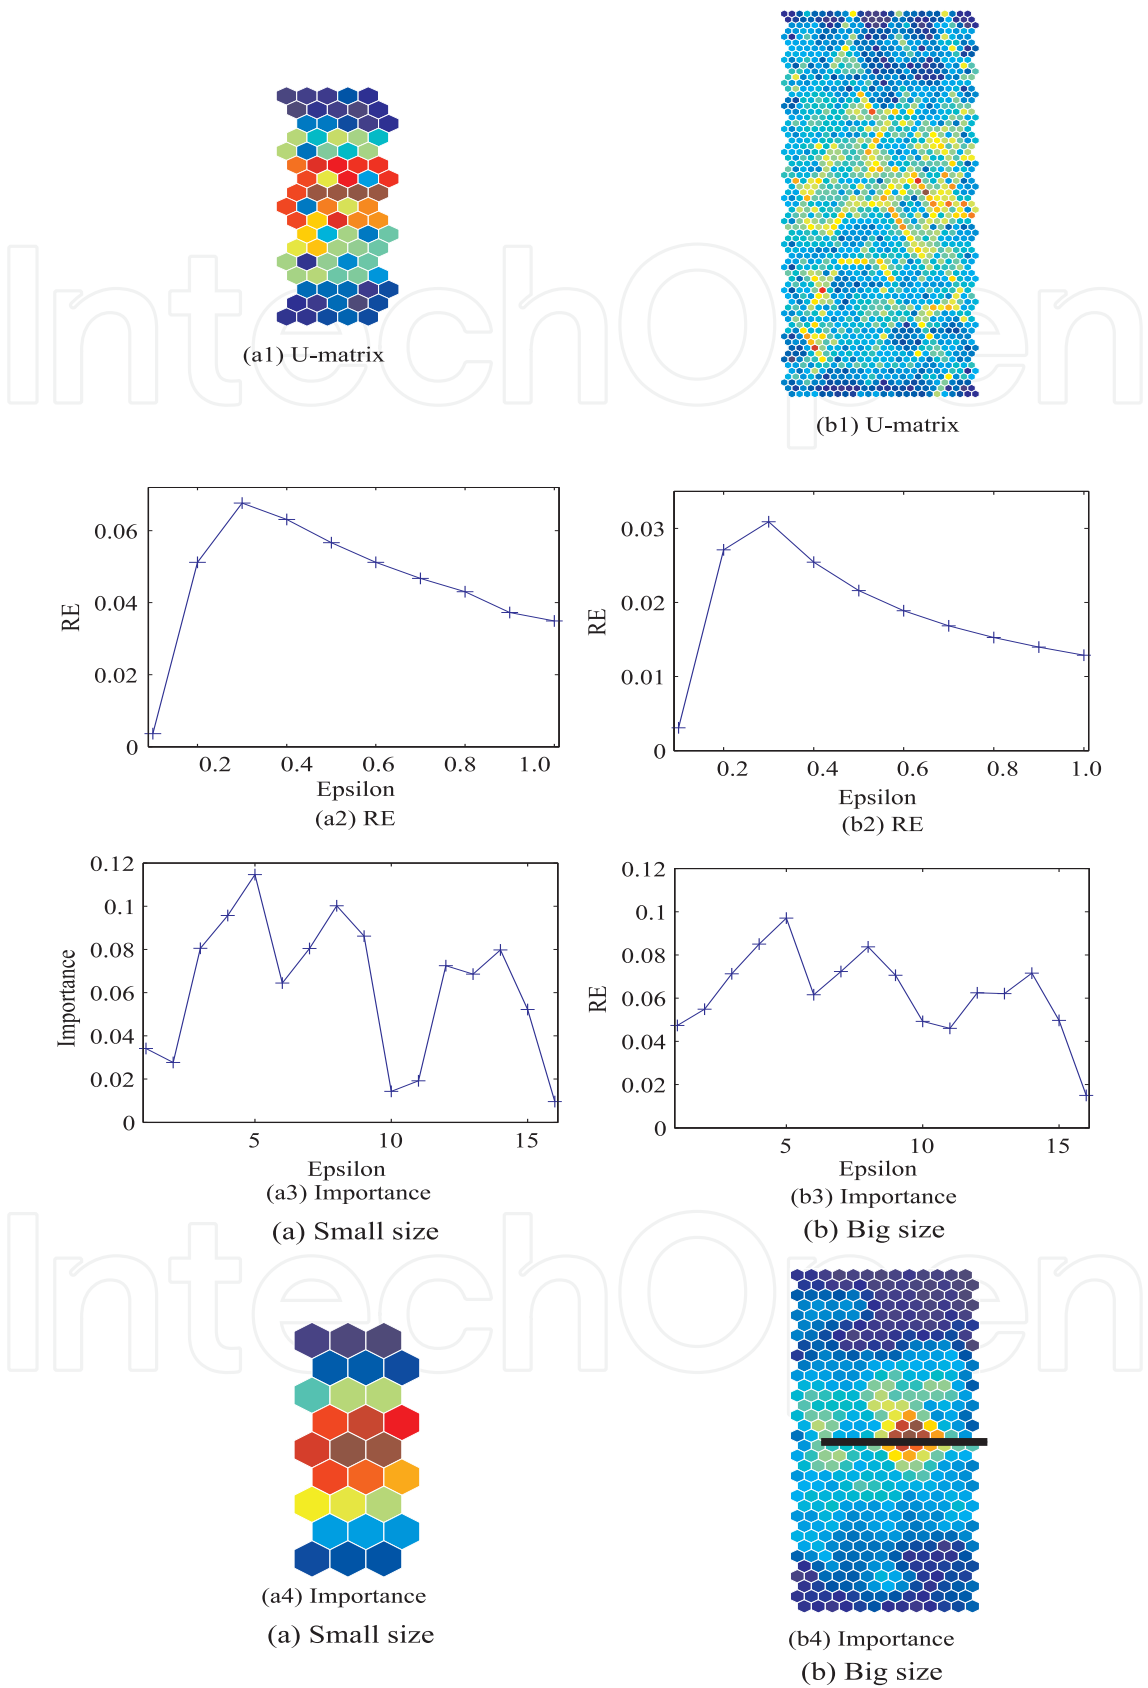 IntechOpen
(a1) U-matrix
(b1) U-matrix
0.06
0.04
0.02
0
RE
0.2 0.4 0.6 0.8 1.0
Epsilon
(a2) RE
0.03
0.02
0.01
0
RE
0.2 0.4 0.6 0.8 1.0
Epsilon
(b2) RE
0.12
0.1
0.08
0.06
0.04
0.02
0
Importance
5 10 15
Epsilon
(a3) Importance
(a) Small size
0.12
0.1
0.08
0.06
0.04
0.02
0
RE
5 10 15
Epsilon
(b3) Importance
(b) Big size
IntechOpen
(a4) Importance
(a) Small size
(b4) Importance
(b) Big size